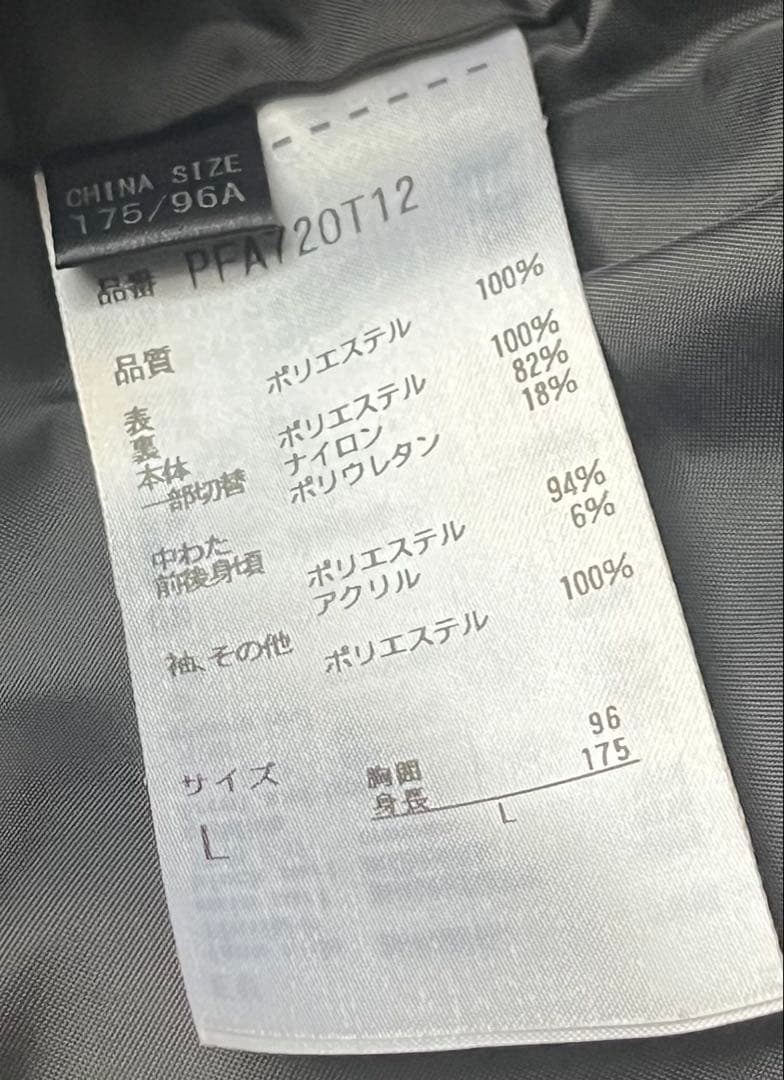 CHINA SIZE
175/96A
品番 PFA720T12
品質
表 ポリエステル 100%
裏
本体 ポリエステル 100%
一部切替 ナイロン 82%
ポリウレタン 18%
中わた
前後身頃 ポリエステル 94%
アクリル 6%
袖、その他 ポリエステル 100%
サイズ 胸囲 96
身長 175
L L